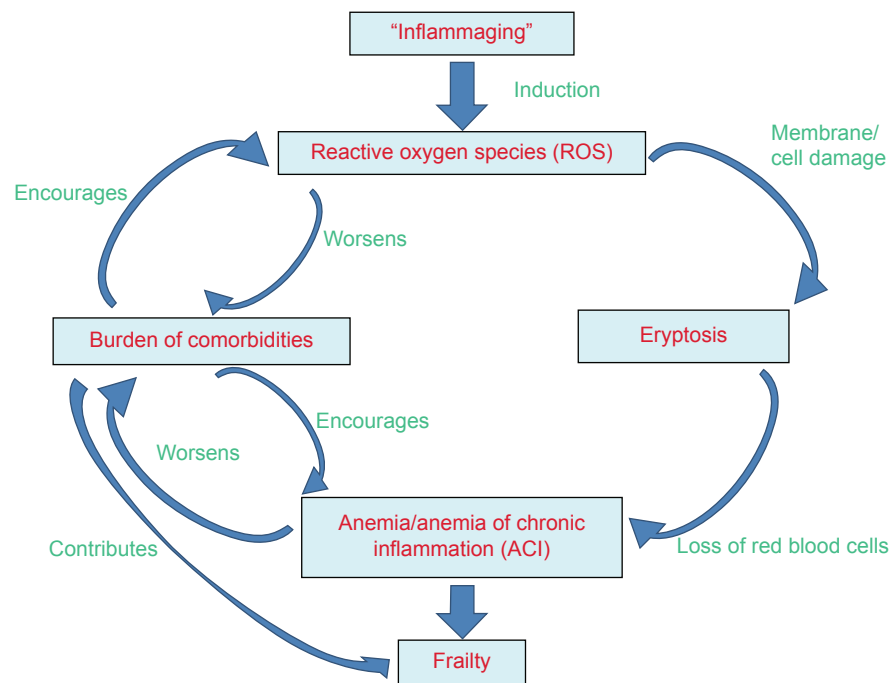 “Inflammaging”
Induction
Reactive oxygen species (ROS)
Membrane/
cell damage
Encourages
Worsens
Burden of comorbidities
Eryptosis
Encourages
Worsens
Anemia/anemia of chronic
inflammation (ACI)
Contributes
Loss of red blood cells
Frailty